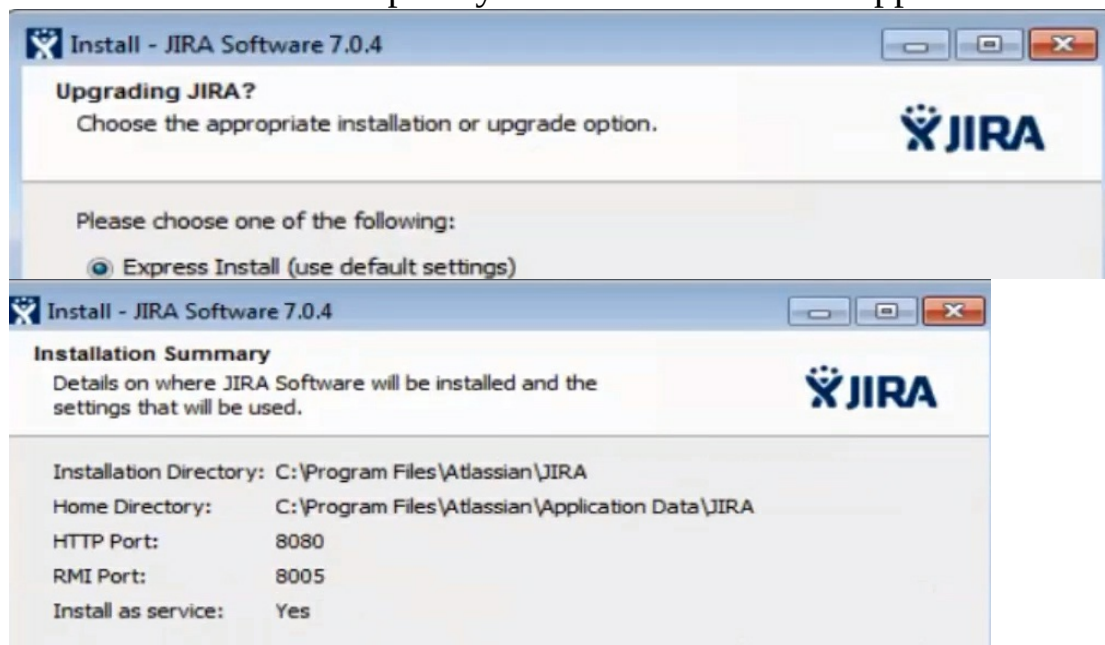 Install - JIRA Software 7.0.4
Upgrading JIRA?
Choose the appropriate installation or upgrade option.
JIRA
Please choose one of the following:
Express Install (use default settings)
Install - JIRA Software 7.0.4
Installation Summary
Details on where JIRA Software will be installed and the
settings that will be used.
JIRA
Installation Directory: C:\Program Files\Atlassian\JIRA
Home Directory: C:\Program Files\Atlassian\Application Data\JIRA
HTTP Port: 8080
RMI Port: 8005
Install as service: Yes